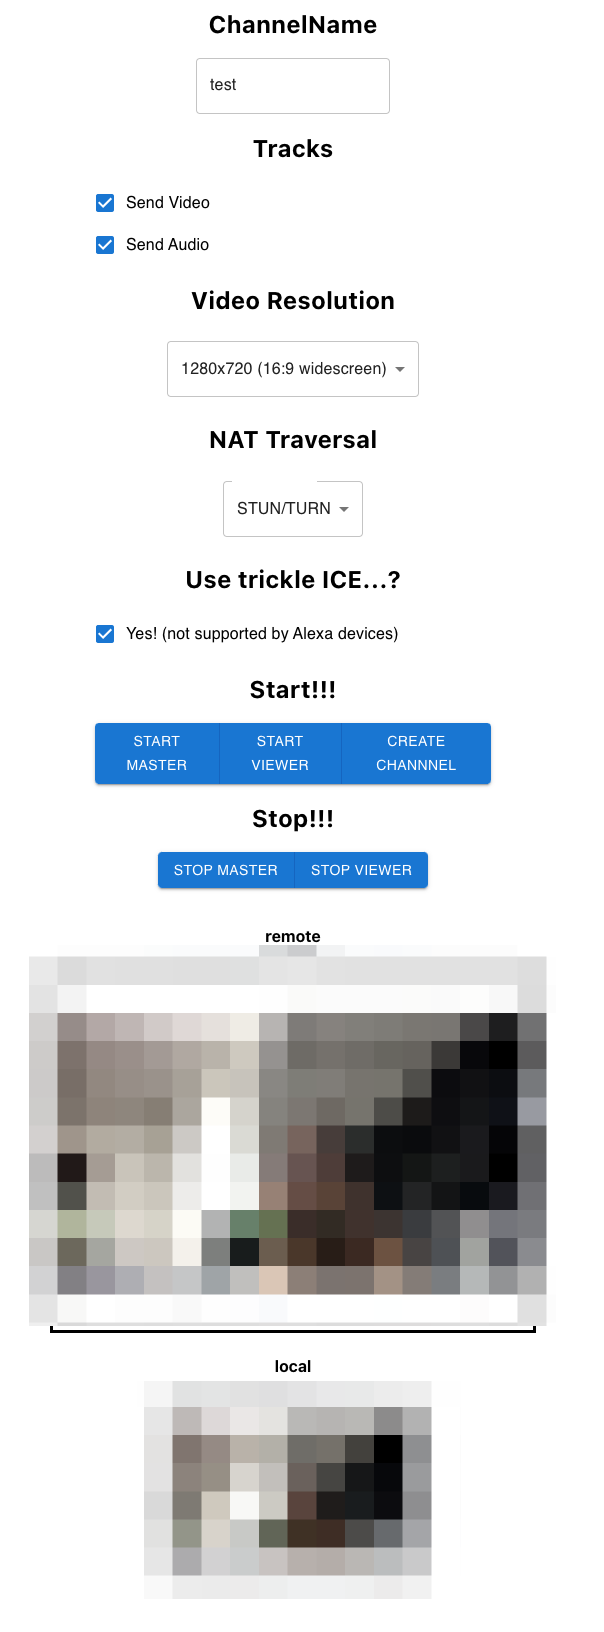 ChannelName
test
Tracks
Send Video
Send Audio
Video Resolution
1280x720 (16:9 widescreen)
NAT Traversal
STUN/TURN
Use trickle ICE...?
Yes! (not supported by Alexa devices)
Start!!!
START MASTER
START VIEWER
CREATE CHANNNEL
Stop!!!
STOP MASTER
STOP VIEWER
remote
local